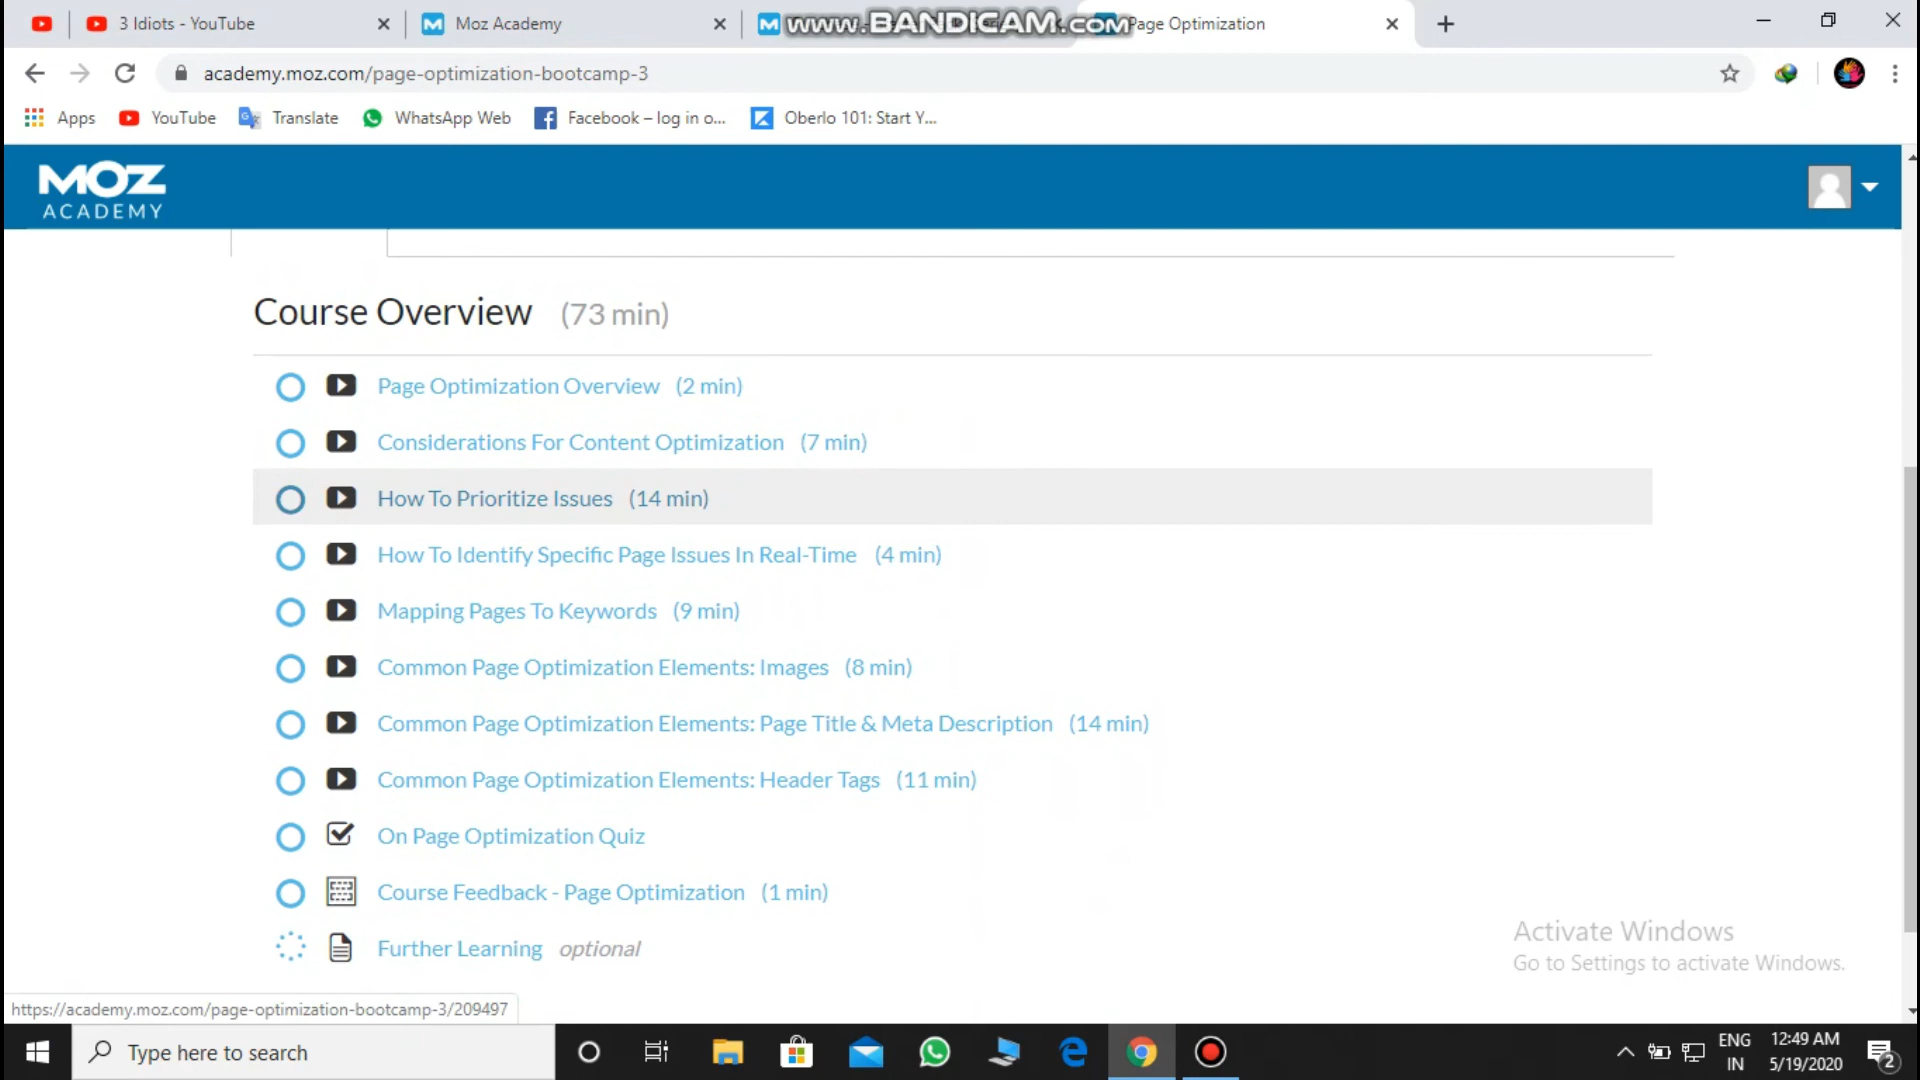 3 Idiots - YouTube
Moz Academy
www.BANDICAM.com
Page Optimization
academy.moz.com/page-optimization-bootcamp-3
Apps
YouTube
Translate
WhatsApp Web
Facebook – log in o...
Oberlo 101: Start Y...
MOZ
ACADEMY
Course Overview (73 min)
Page Optimization Overview (2 min)
Considerations For Content Optimization (7 min)
How To Prioritize Issues (14 min)
How To Identify Specific Page Issues In Real-Time (4 min)
Mapping Pages To Keywords (9 min)
Common Page Optimization Elements: Images (8 min)
Common Page Optimization Elements: Page Title & Meta Description (14 min)
Common Page Optimization Elements: Header Tags (11 min)
On Page Optimization Quiz
Course Feedback - Page Optimization (1 min)
Further Learning optional
Activate Windows
Go to Settings to activate Windows.
https://academy.moz.com/page-optimization-bootcamp-3/209497
Type here to search
ENG
IN
12:49 AM
5/19/2020
2